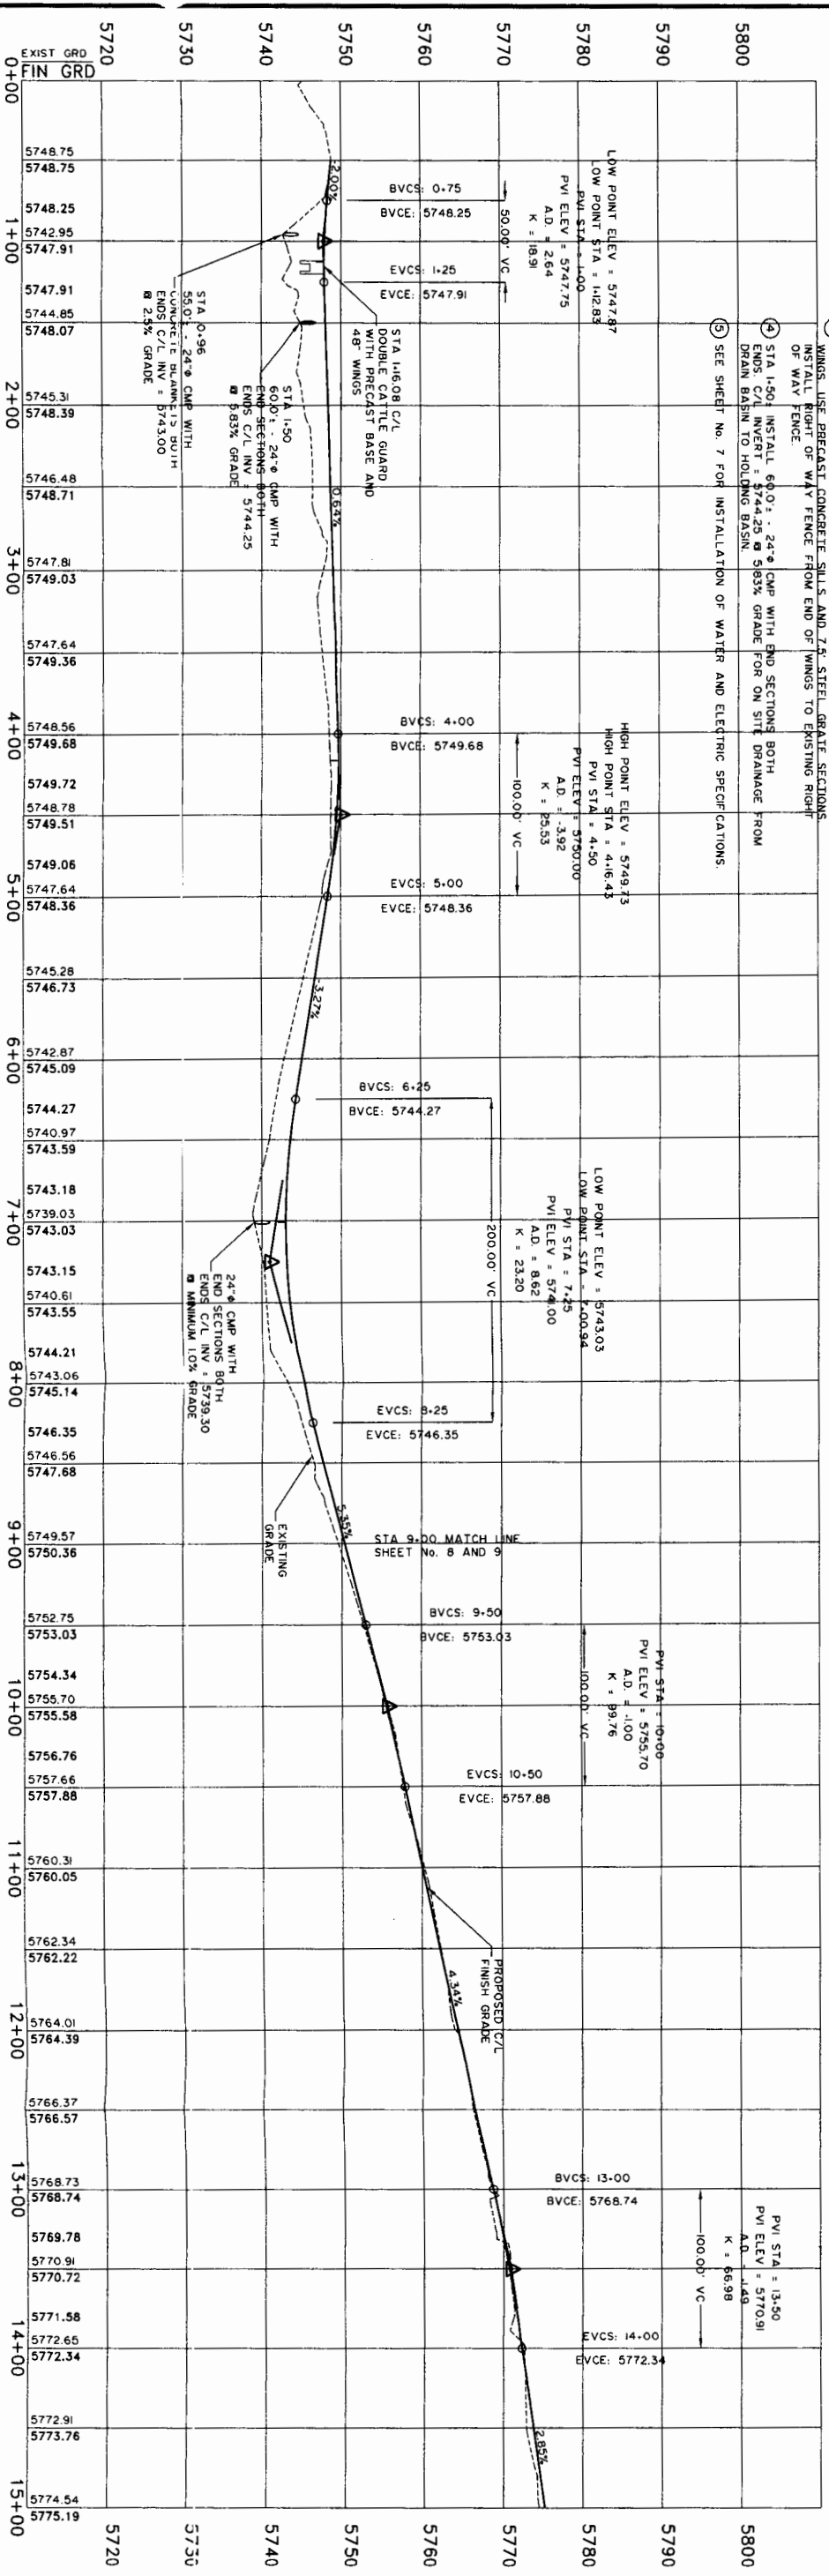 WINGS. USE PRECAST CONCRETE SILLS AND 7.5' STEEL GRATE SECTIONS.
INSTALL RIGHT OF WAY FENCE FROM END OF WINGS TO EXISTING RIGHT
OF WAY FENCE.
④ STA 1+50± INSTALL 60.0'± - 24"ø CMP WITH END SECTIONS BOTH
ENDS. C/L INVERT = 5744.25 @ 5.83% GRADE FOR ON SITE DRAINAGE FROM
DRAIN BASIN TO HOLDING BASIN.
⑤ SEE SHEET No. 7 FOR INSTALLATION OF WATER AND ELECTRIC SPECIFICATIONS.
5800
5790
5780
5770
5760
5750
5740
5730
5720
LOW POINT ELEV = 5747.87
LOW POINT STA = 1+12.83
PVI STA = 1+00
PVI ELEV = 5747.75
A.D. = 2.64
K = 18.91
50.00' VC
BVCS: 0+75
BVCE: 5748.25
EVCS: 1+25
EVCE: 5747.91
-2.00%
STA 1+16.08 C/L
DOUBLE CATTLE GUARD
WITH PRECAST BASE AND
48" WINGS
STA 1+50
60.0'± - 24"ø CMP WITH
END SECTIONS BOTH
ENDS C/L INV = 5744.25
@ 5.83% GRADE
STA 0+96
55.0'± - 24"ø CMP WITH
CONCRETE BLANKETS BOTH
ENDS C/L INV = 5743.00
@ 2.5% GRADE
0.64%
HIGH POINT ELEV = 5749.73
HIGH POINT STA = 4+16.43
PVI STA = 4+50
PVI ELEV = 5750.00
A.D. = -3.92
K = 25.53
100.00' VC
BVCS: 4+00
BVCE: 5749.68
EVCS: 5+00
EVCE: 5748.36
-3.27%
LOW POINT ELEV = 5743.03
LOW POINT STA = 7+00.94
PVI STA = 7+25
PVI ELEV = 5741.00
A.D. = 8.62
K = 23.20
200.00' VC
BVCS: 6+25
BVCE: 5744.27
EVCS: 8+25
EVCE: 5746.35
24"ø CMP WITH
END SECTIONS BOTH
ENDS C/L INV = 5739.30
@ MINIMUM 1.0% GRADE
EXISTING
GRADE
5.35%
STA 9+00 MATCH LINE
SHEET No. 8 AND 9
PVI STA = 10+00
PVI ELEV = 5755.70
A.D. = -1.00
K = 99.76
100.00' VC
BVCS: 9+50
BVCE: 5753.03
EVCS: 10+50
EVCE: 5757.88
PROPOSED C/L
FINISH GRADE
4.34%
PVI STA = 13+50
PVI ELEV = 5770.91
A.D. = -1.49
K = 66.98
100.00' VC
BVCS: 13+00
BVCE: 5768.74
EVCS: 14+00
EVCE: 5772.34
2.85%
5800
5790
5780
5770
5760
5750
5740
5730
5720
EXIST GRD
FIN GRD
5748.75
5748.75
5748.25
5742.95
5747.91
5747.91
5744.85
5748.07
5745.31
5748.39
5746.48
5748.71
5747.81
5749.03
5747.64
5749.36
5748.56
5749.68
5749.72
5748.78
5749.51
5749.06
5747.64
5748.36
5745.28
5746.73
5742.87
5745.09
5744.27
5740.97
5743.59
5743.18
5739.03
5743.03
5743.15
5740.61
5743.55
5744.21
5743.06
5745.14
5746.35
5746.56
5747.68
5749.57
5750.36
5752.75
5753.03
5754.34
5755.70
5755.58
5756.76
5757.66
5757.88
5760.31
5760.05
5762.34
5762.22
5764.01
5764.39
5766.37
5766.57
5768.73
5768.74
5769.78
5770.91
5770.72
5771.58
5772.65
5772.34
5772.91
5773.76
5774.54
5775.19
0+00
1+00
2+00
3+00
4+00
5+00
6+00
7+00
8+00
9+00
10+00
11+00
12+00
13+00
14+00
15+00